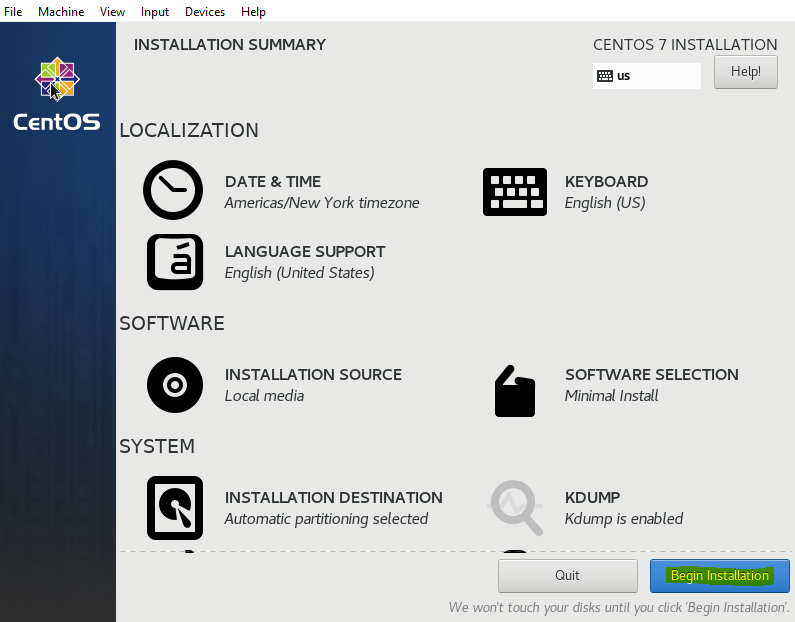 File Machine View Input Devices Help
INSTALLATION SUMMARY
CENTOS 7 INSTALLATION
us
Help!
CentOS
LOCALIZATION
DATE & TIME
Americas/New York timezone
KEYBOARD
English (US)
á
LANGUAGE SUPPORT
English (United States)
SOFTWARE
INSTALLATION SOURCE
Local media
SOFTWARE SELECTION
Minimal Install
SYSTEM
INSTALLATION DESTINATION
Automatic partitioning selected
KDUMP
Kdump is enabled
Quit
Begin Installation
We won't touch your disks until you click 'Begin Installation'.